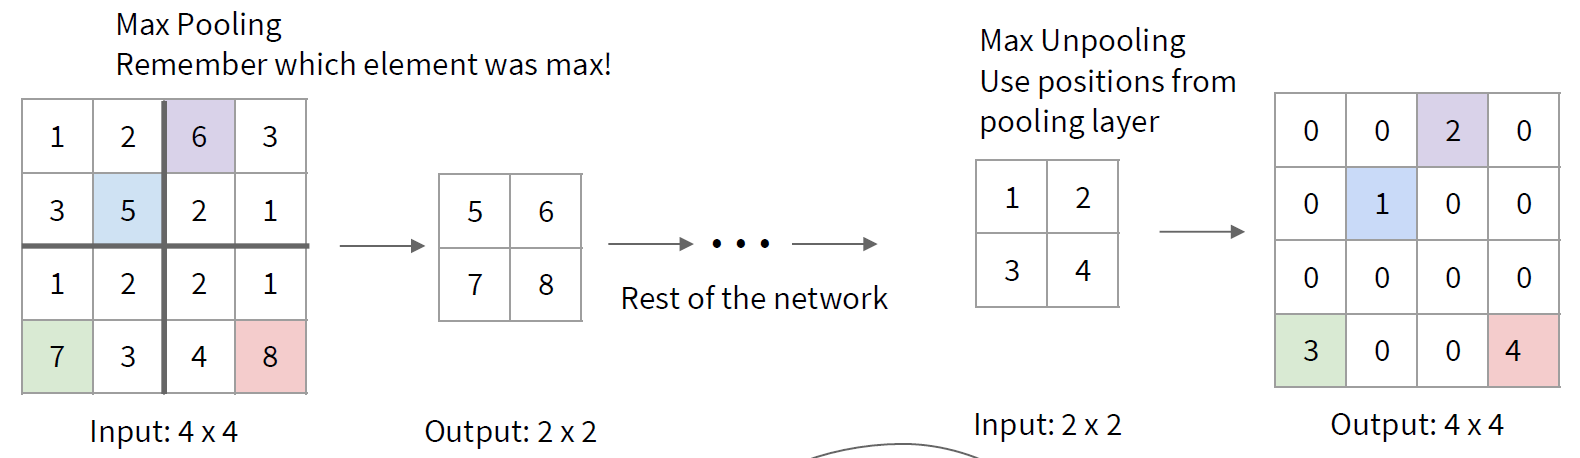 Max Pooling
Remember which element was max!
1 2 6 3
3 5 2 1
1 2 2 1
7 3 4 8
Input: 4 x 4
5 6
7 8
Output: 2 x 2
Rest of the network
Max Unpooling
Use positions from
pooling layer
1 2
3 4
Input: 2 x 2
0 0 2 0
0 1 0 0
0 0 0 0
3 0 0 4
Output: 4 x 4